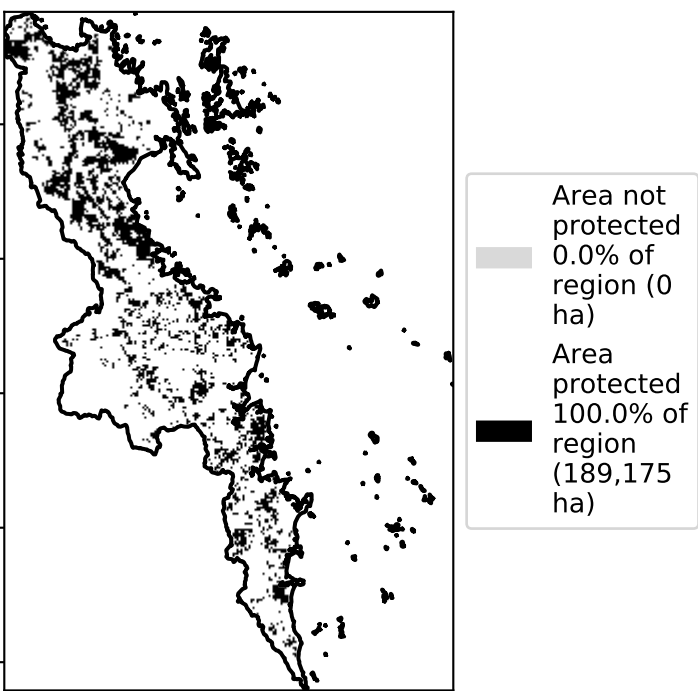 Area not
protected
0.0% of
region (0
ha)
Area
protected
100.0% of
region
(189,175
ha)